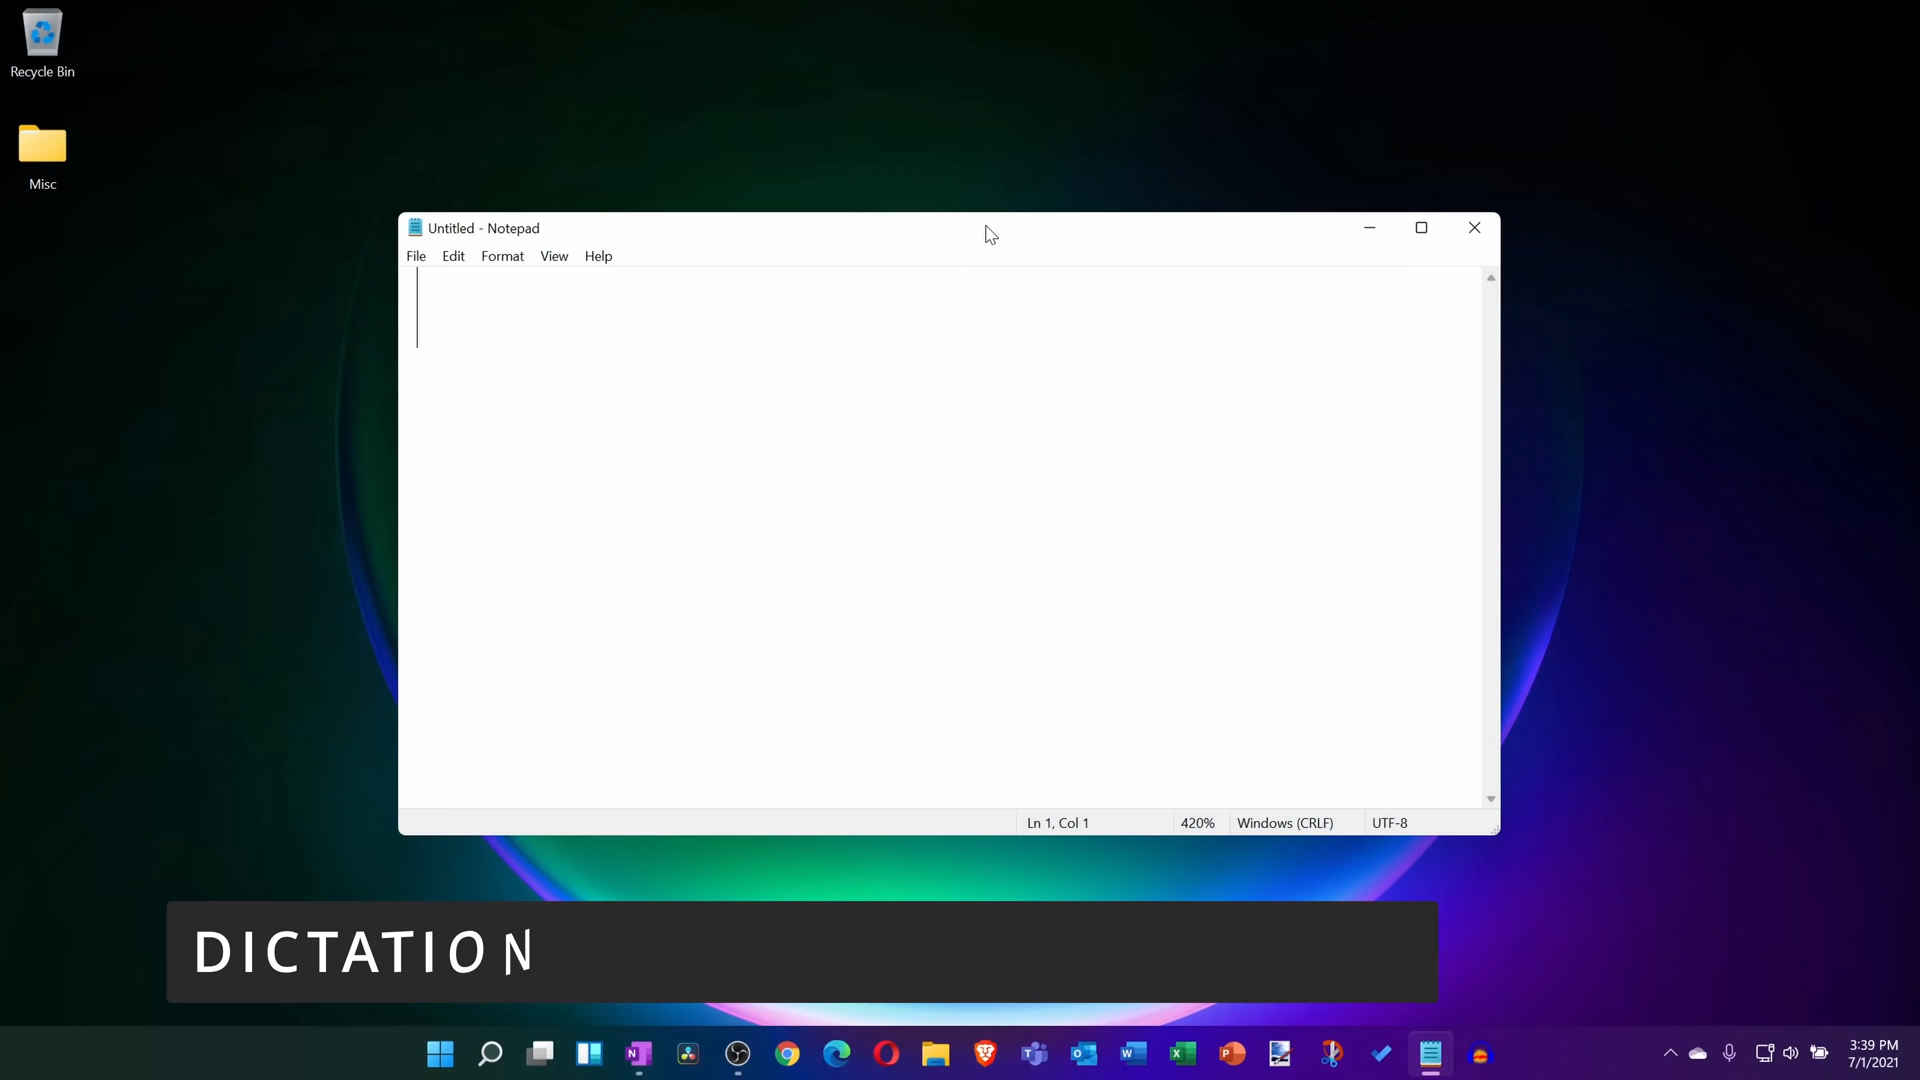 Recycle Bin
Misc
Untitled - Notepad
File Edit Format View Help
Ln 1, Col 1 420% Windows (CRLF) UTF-8
DICTATION
3:39 PM
7/1/2021